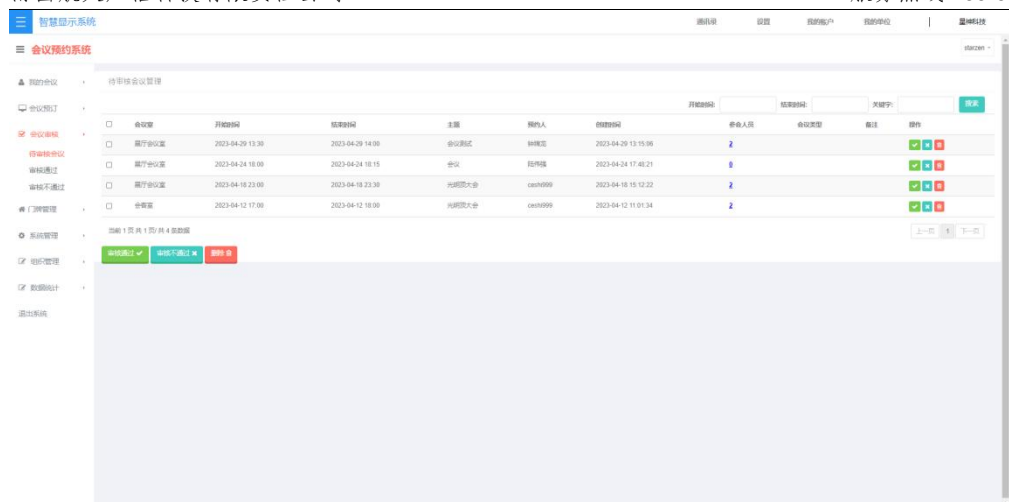 智慧显示系统 通讯录 设置 我的账户 我的单位 | 星神科技
会议预约系统 starzen
我的会议
会议预订
会议审核
待审核会议
审核通过
审核不通过
门牌管理
系统管理
组织管理
数据统计
退出系统
待审核会议管理
开始时间: 结束时间: 关键字: 搜索
会议室 开始时间 结束时间 主题 预约人 创建时间 参会人员 会议类型 备注 操作
展厅会议室 2023-04-29 13:30 2023-04-29 14:00 会议测试 2023-04-29 13:15:06 2
展厅会议室 2023-04-24 18:00 2023-04-24 18:15 会议 陆伟强 2023-04-24 17:40:21 0
展厅会议室 2023-04-18 23:00 2023-04-18 23:30 光明顶大会 ceshi999 2023-04-18 15:12:22 2
会客室 2023-04-12 17:00 2023-04-12 18:00 光明顶大会 ceshi999 2023-04-12 11:01:34 2
当前 1 页 共 1 页/ 共 4 条数据 上一页 1 下一页
审核通过 审核不通过 删除